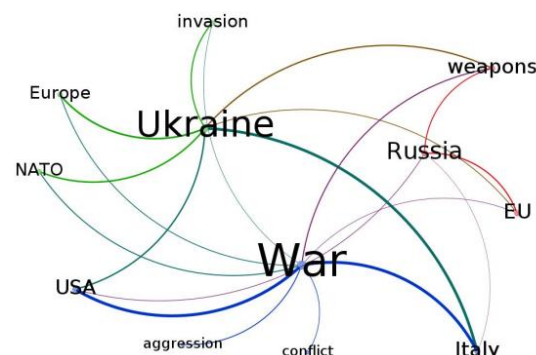 invasion
weapons
Europe
Ukraine
Russia
NATO
EU
War
USA
aggression
conflict
Italy